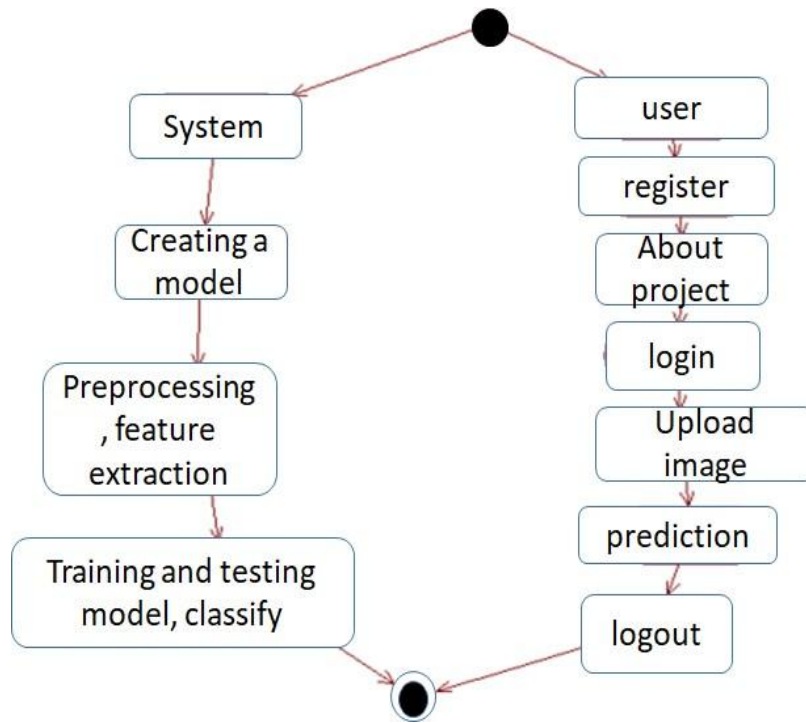 System
Creating a
model
Preprocessing
, feature
extraction
Training and testing
model, classify
user
register
About
project
login
Upload
image
prediction
logout